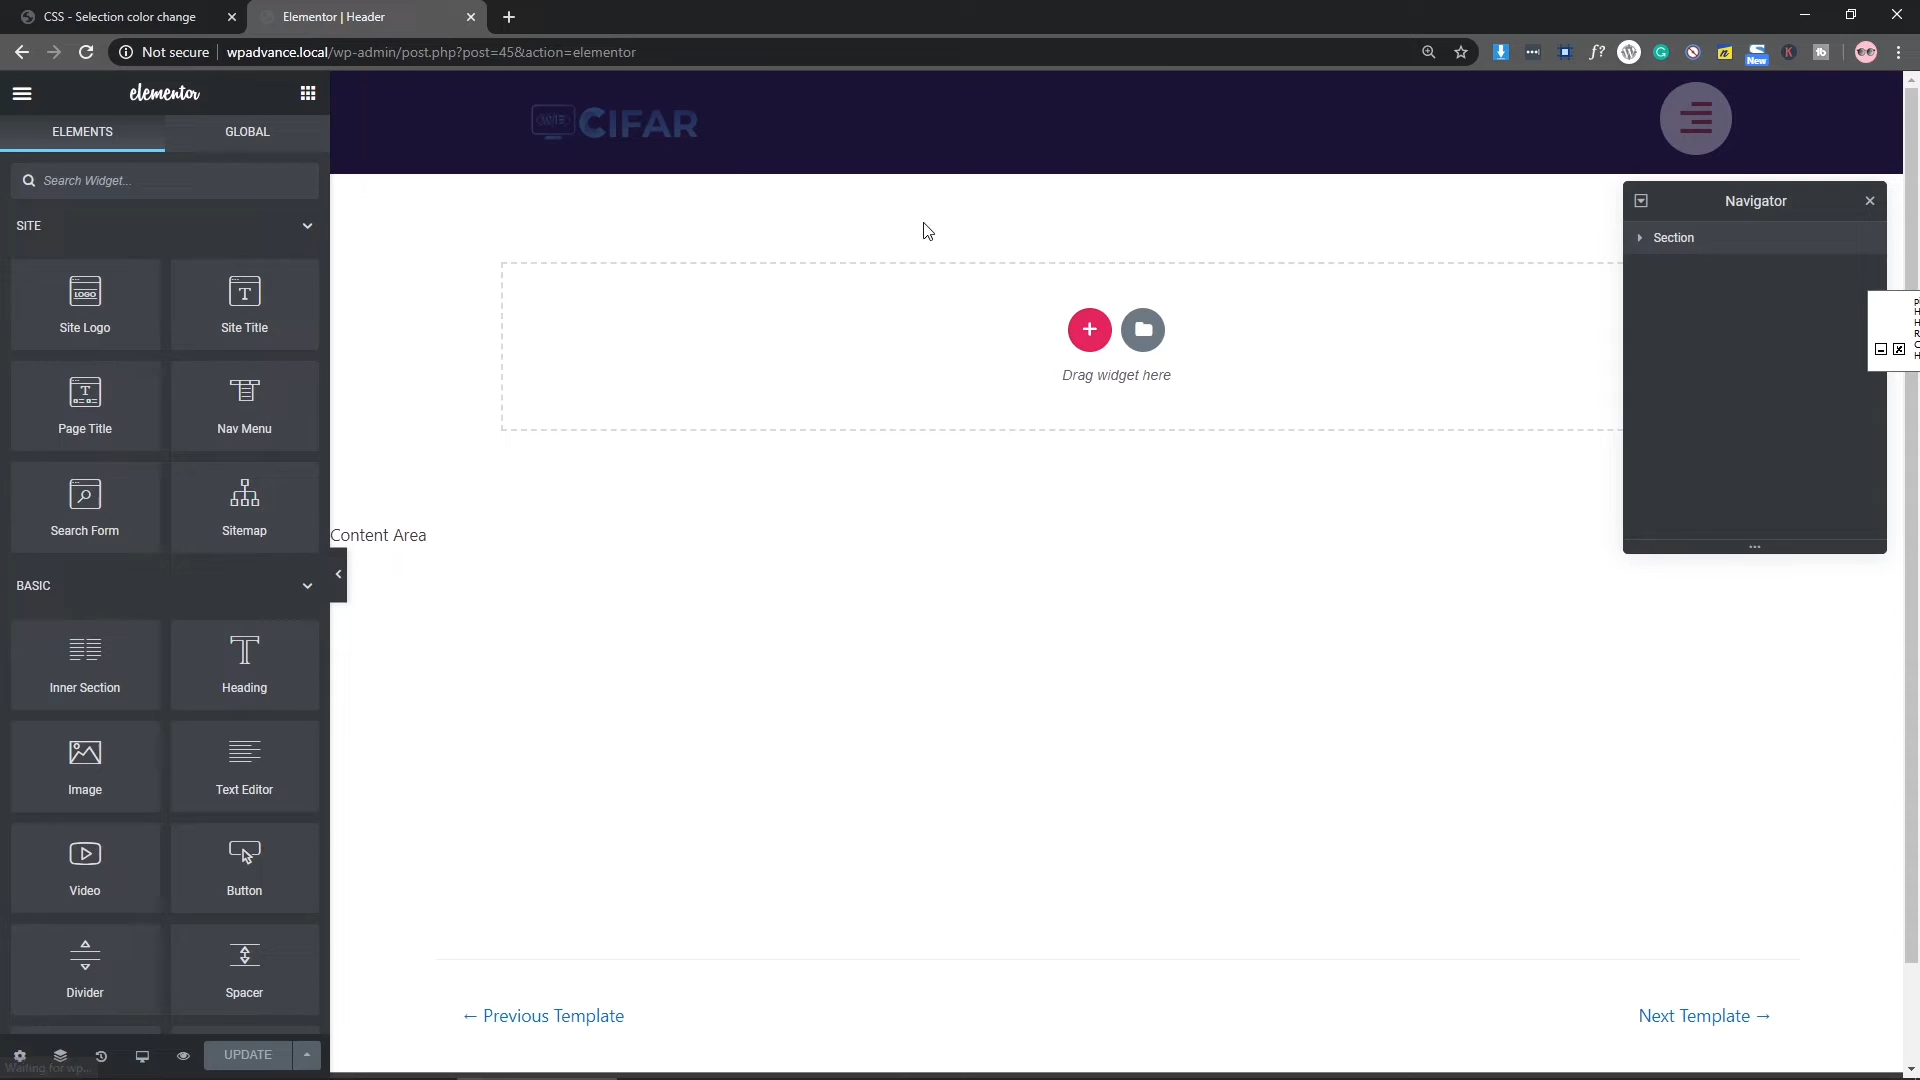 CSS - Selection color change
Elementor | Header
Not secure
wpadvance.local/wp-admin/post.php?post=45&action=elementor
New
elementor
ELEMENTS
GLOBAL
Search Widget...
SITE
LOGO
Site Logo
Site Title
Page Title
Nav Menu
Search Form
Sitemap
BASIC
Inner Section
Heading
Image
Text Editor
Video
Button
Divider
Spacer
UPDATE
Waiting for wp...
CIFAR
Drag widget here
Content Area
Navigator
Section
← Previous Template
Next Template →